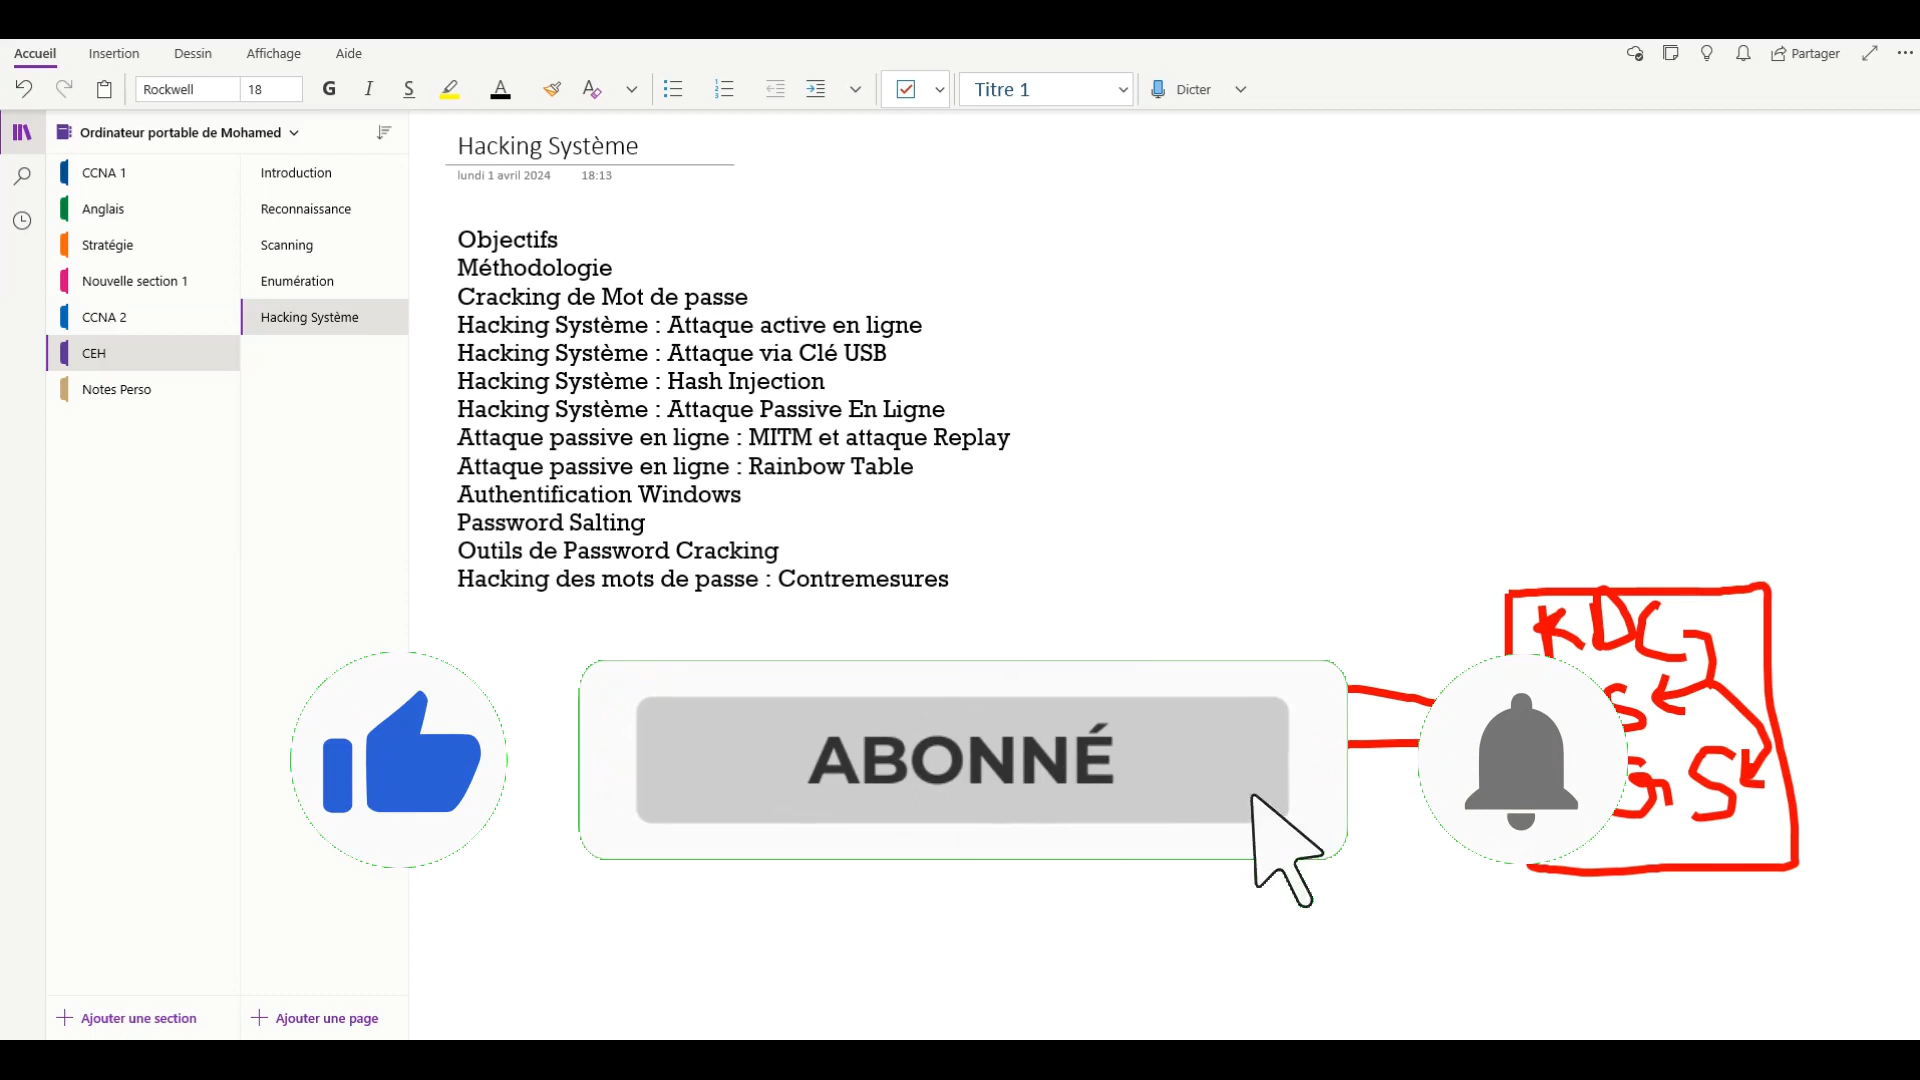 Accueil Insertion Dessin Affichage Aide
Partager
Rockwell 18 G I S A A Titre 1 Dicter
Ordinateur portable de Mohamed
CCNA 1
Anglais
Stratégie
Nouvelle section 1
CCNA 2
CEH
Notes Perso
Introduction
Reconnaissance
Scanning
Enumération
Hacking Système
Hacking Système
lundi 1 avril 2024 18:13
Objectifs
Méthodologie
Cracking de Mot de passe
Hacking Système : Attaque active en ligne
Hacking Système : Attaque via Clé USB
Hacking Système : Hash Injection
Hacking Système : Attaque Passive En Ligne
Attaque passive en ligne : MITM et attaque Replay
Attaque passive en ligne : Rainbow Table
Authentification Windows
Password Salting
Outils de Password Cracking
Hacking des mots de passe : Contremesures
KDC
S
GS
ABONNÉ
Ajouter une section
Ajouter une page